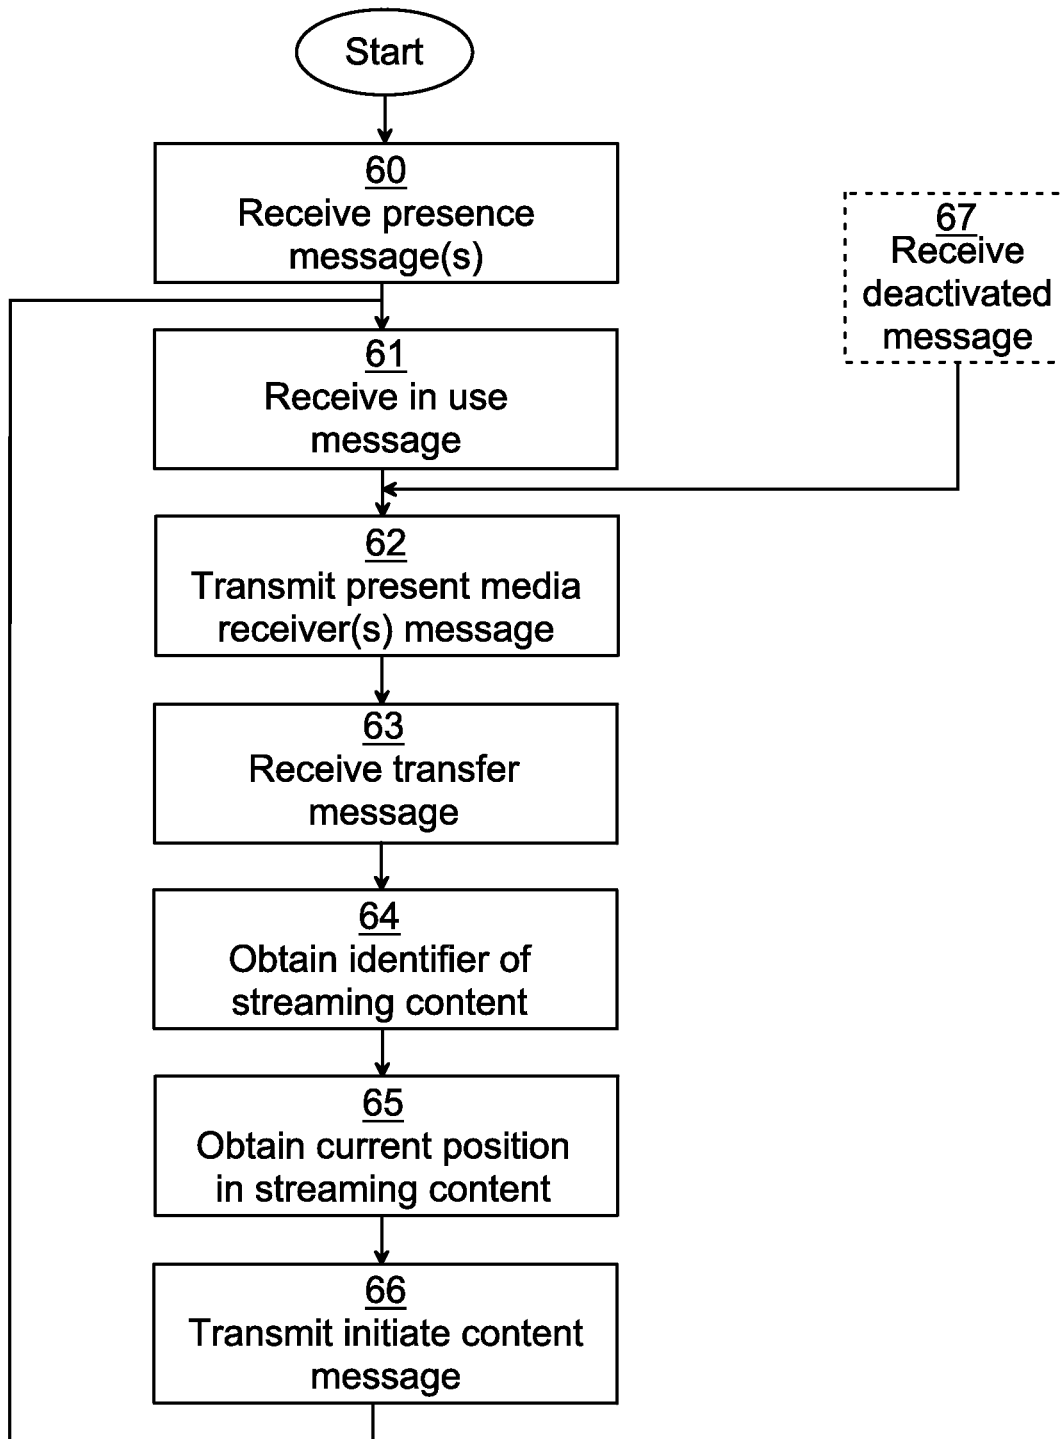 Start
60
Receive presence
message(s)
67
Receive
deactivated
message
61
Receive in use
message
62
Transmit present media
receiver(s) message
63
Receive transfer
message
64
Obtain identifier of
streaming content
65
Obtain current position
in streaming content
66
Transmit initiate content
message